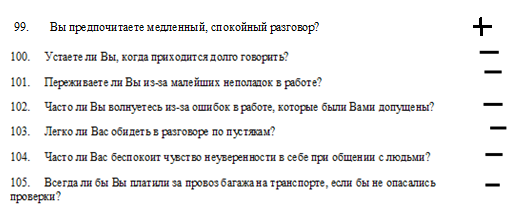 99. Вы предпочитаете медленный, спокойный разговор? +
100. Устаете ли Вы, когда приходится долго говорить? –
101. Переживаете ли Вы из-за малейших неполадок в работе? –
102. Часто ли Вы волнуетесь из-за ошибок в работе, которые были Вами допущены? –
103. Легко ли Вас обидеть в разговоре по пустякам? –
104. Часто ли Вас беспокоит чувство неуверенности в себе при общении с людьми? –
105. Всегда ли бы Вы платили за провоз багажа на транспорте, если бы не опасались –
проверки?